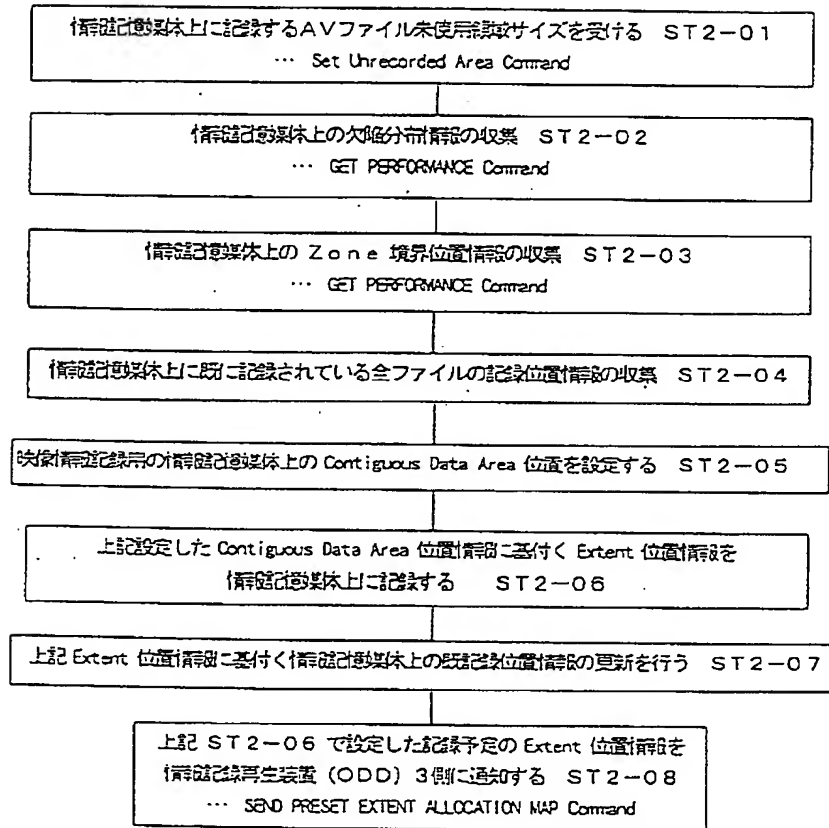 情報記憶媒体上に記録するAVファイル未使用領域サイズを受ける ST2-01
… Set Unrecorded Area Command
情報記憶媒体上の欠陥分布情報の収集 ST2-02
… GET PERFORMANCE Command
情報記憶媒体上の Zone 境界位置情報の収集 ST2-03
… GET PERFORMANCE Command
情報記憶媒体上に既に記録されている全ファイルの記録位置情報の収集 ST2-04
映像情報記録用の情報記憶媒体上の Contiguous Data Area 位置を設定する ST2-05
上記設定した Contiguous Data Area 位置情報に基付く Extent 位置情報を
情報記憶媒体上に記録する ST2-06
上記 Extent 位置情報に基付く情報記憶媒体上の既記録位置情報の更新を行う ST2-07
上記 ST2-06 で設定した記録予定の Extent 位置情報を
情報記録再生装置(ODD)3側に通知する ST2-08
… SEND PRESET EXTENT ALLOCATION MAP Command